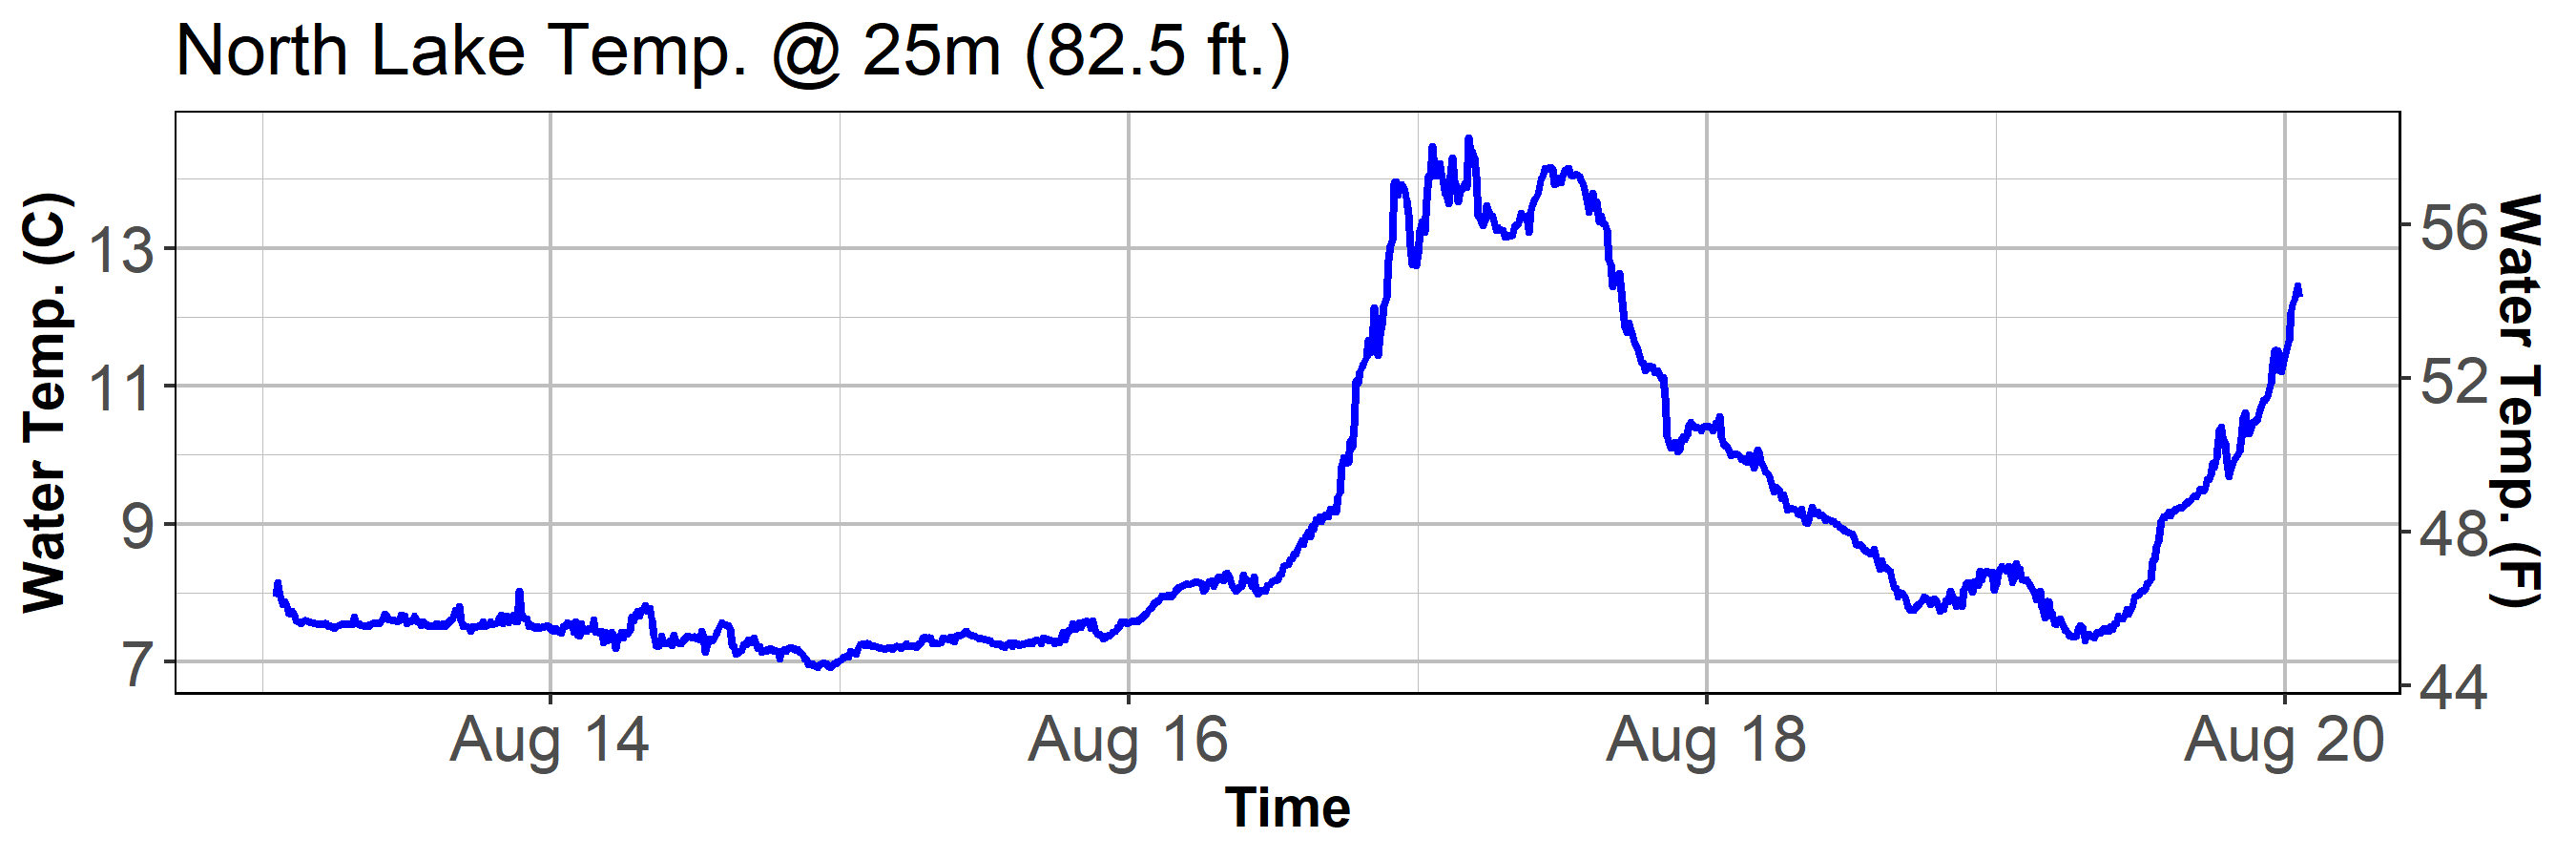 North Lake Temp. @ 25m (82.5 ft.)
Water Temp. (C)
13
11
9
7
56
52
48
44
Water Temp. (F)
Aug 14
Aug 16
Aug 18
Aug 20
Time